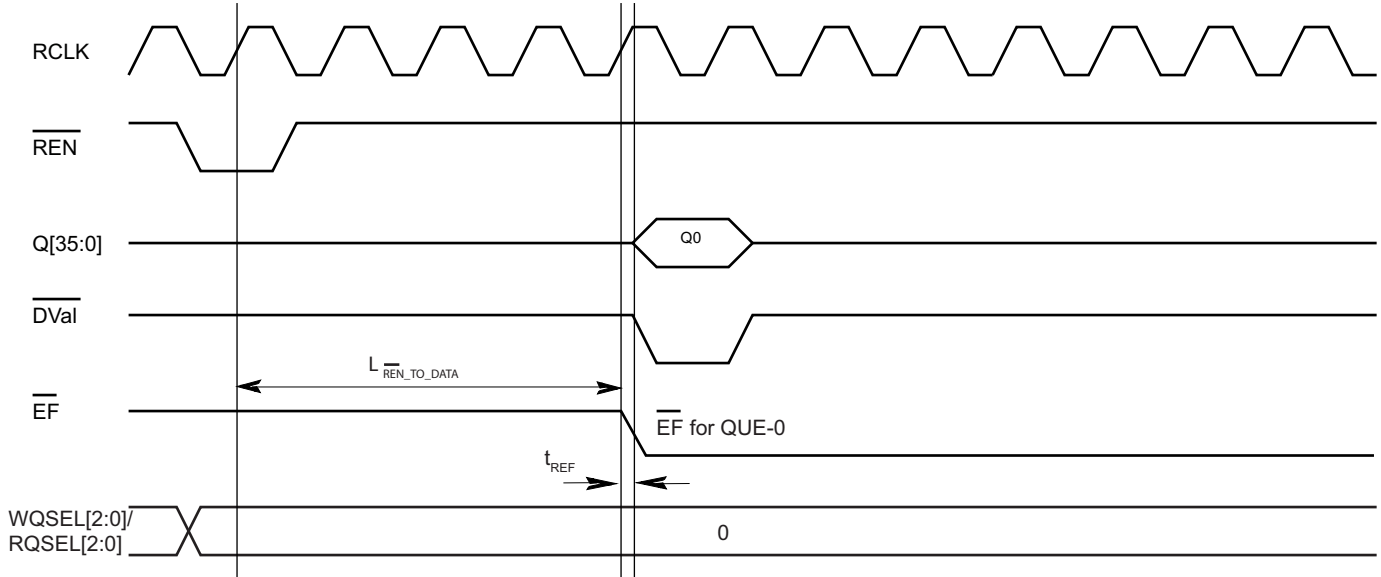 RCLK
REN
Q[35:0]
Q0
DVal
L REN_TO_DATA
EF
EF for QUE-0
tREF
WQSEL[2:0]/
RQSEL[2:0]
0